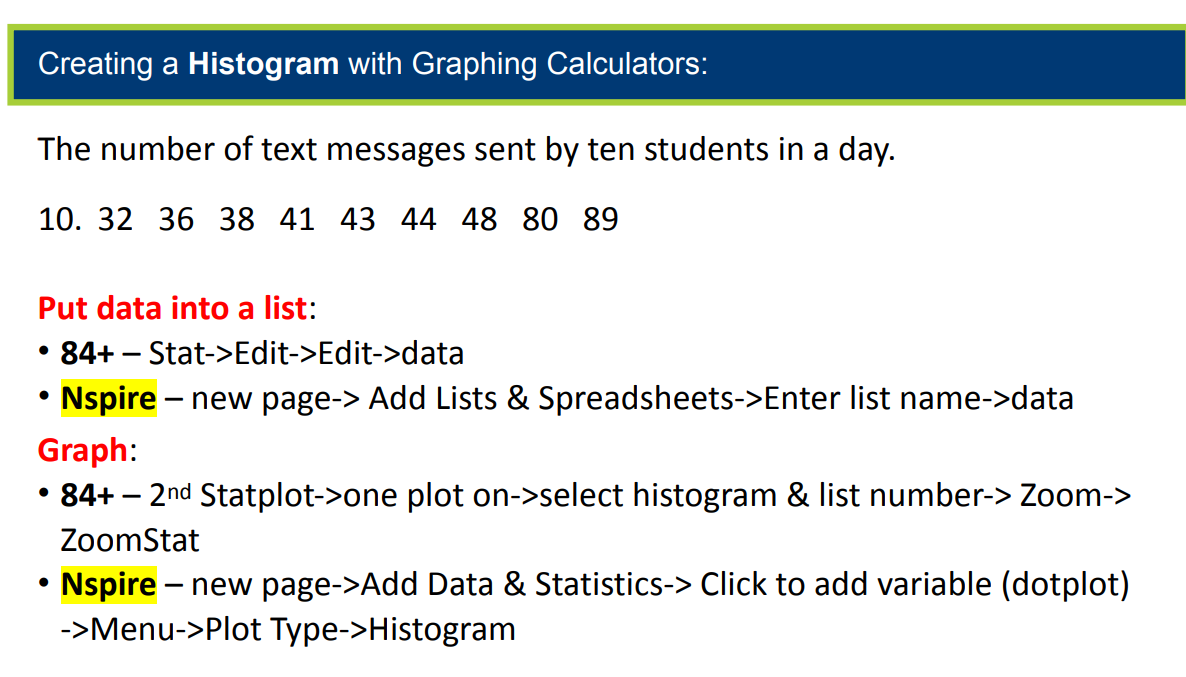 Creating a Histogram with Graphing Calculators:
The number of text messages sent by ten students in a day.
10. 32 36 38 41 43 44 48 80 89
Put data into a list:
• 84+ – Stat->Edit->Edit->data
• Nspire – new page-> Add Lists & Spreadsheets->Enter list name->data
Graph:
• 84+ – 2nd Statplot->one plot on->select histogram & list number-> Zoom->
ZoomStat
• Nspire – new page->Add Data & Statistics-> Click to add variable (dotplot)
->Menu->Plot Type->Histogram